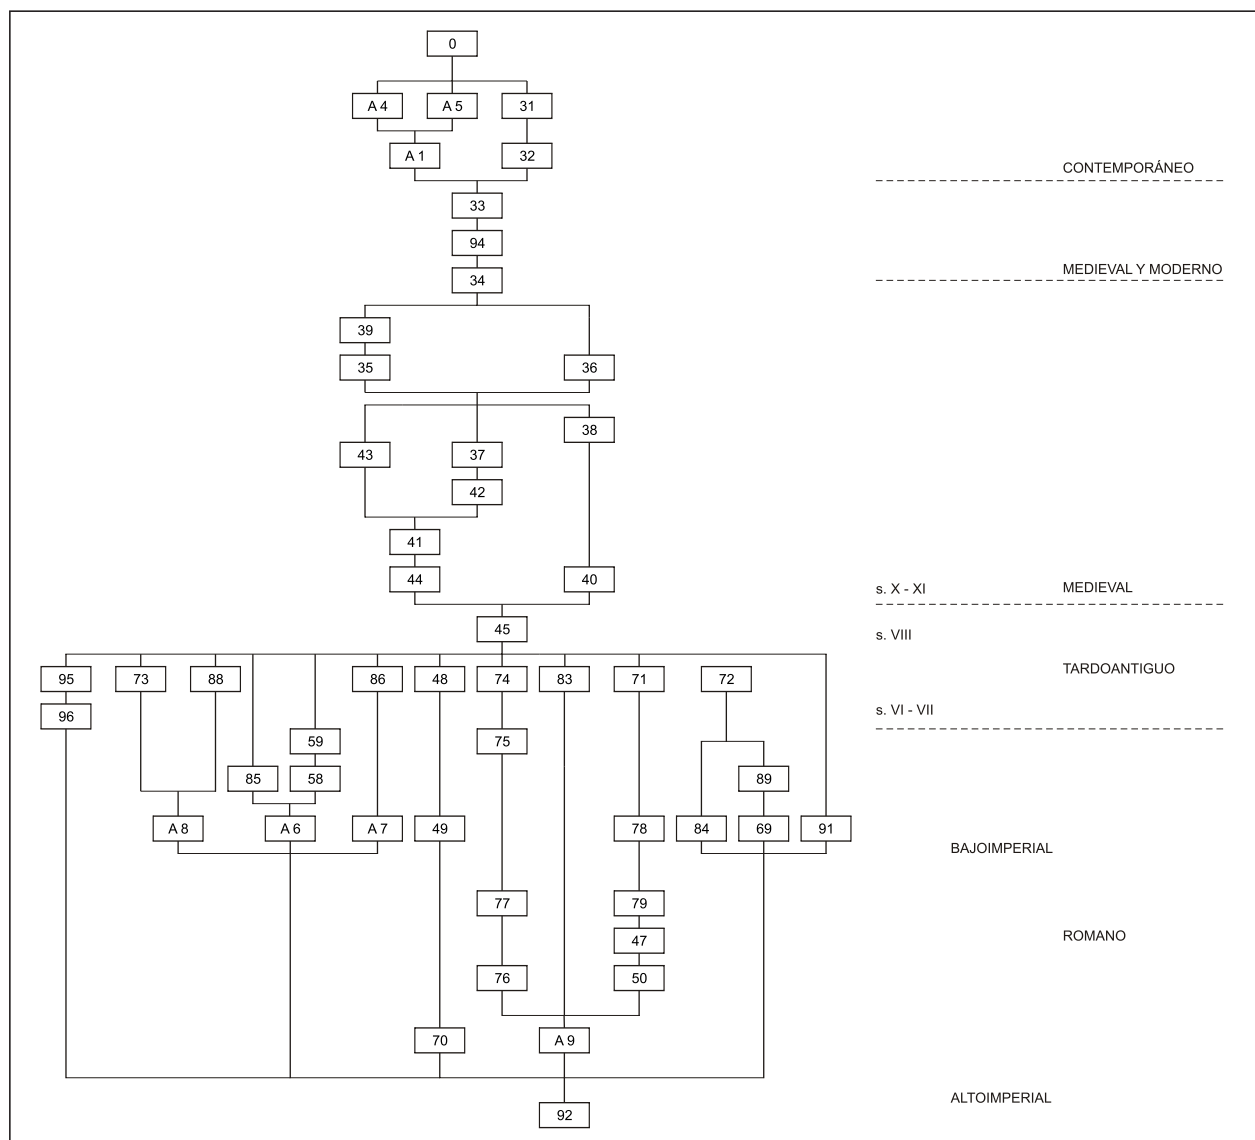 0
A 4 A 5 31
A 1 32
CONTEMPORÁNEO
33
94
MEDIEVAL Y MODERNO
34
39
35 36
38
43 37
42
41
44 40
s. X - XI MEDIEVAL
45
s. VIII
TARDOANTIGUO
95 73 88 86 48 74 83 71 72
96
s. VI - VII
59 75
85 58 89
A 8 A 6 A 7 49 78 84 69 91
BAJOIMPERIAL
77 79
47
ROMANO
76 50
70 A 9
ALTOIMPERIAL
92